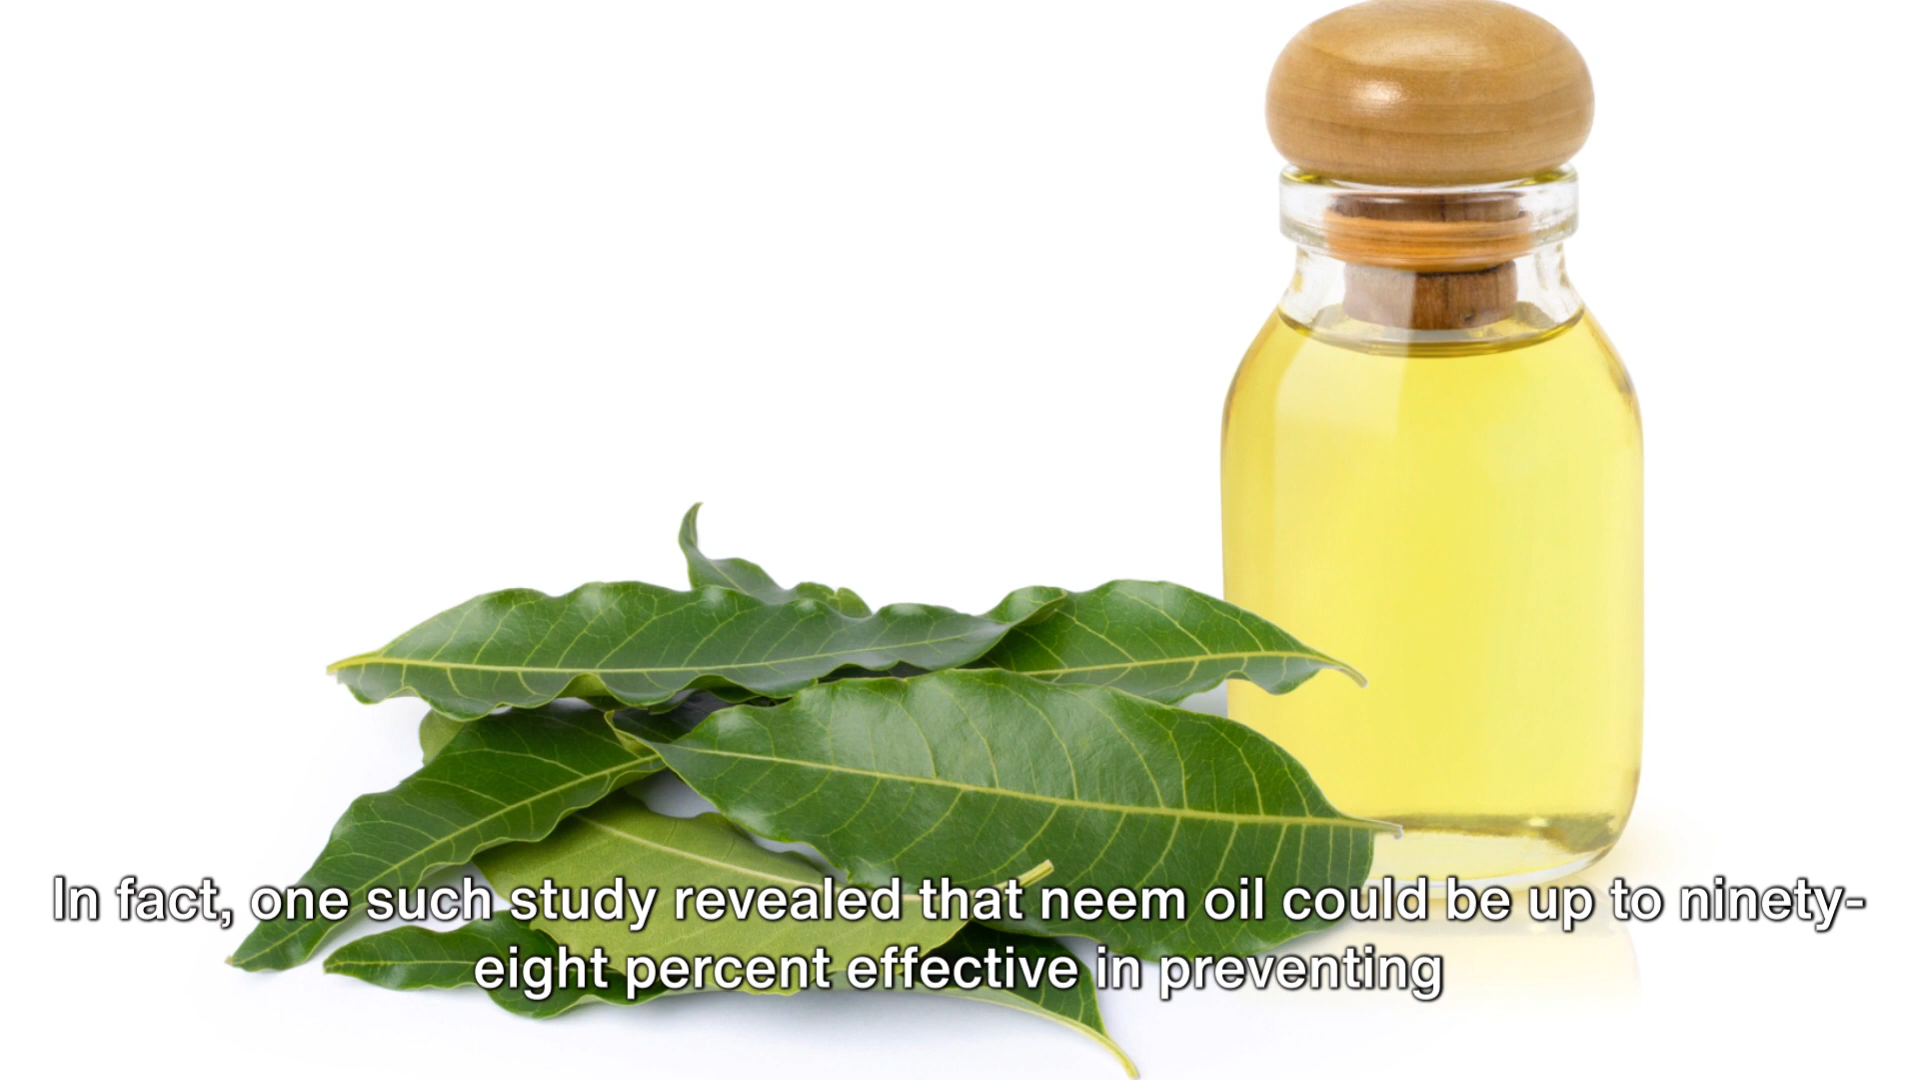 In fact, one such study revealed that neem oil could be up to ninety-
eight percent effective in preventing